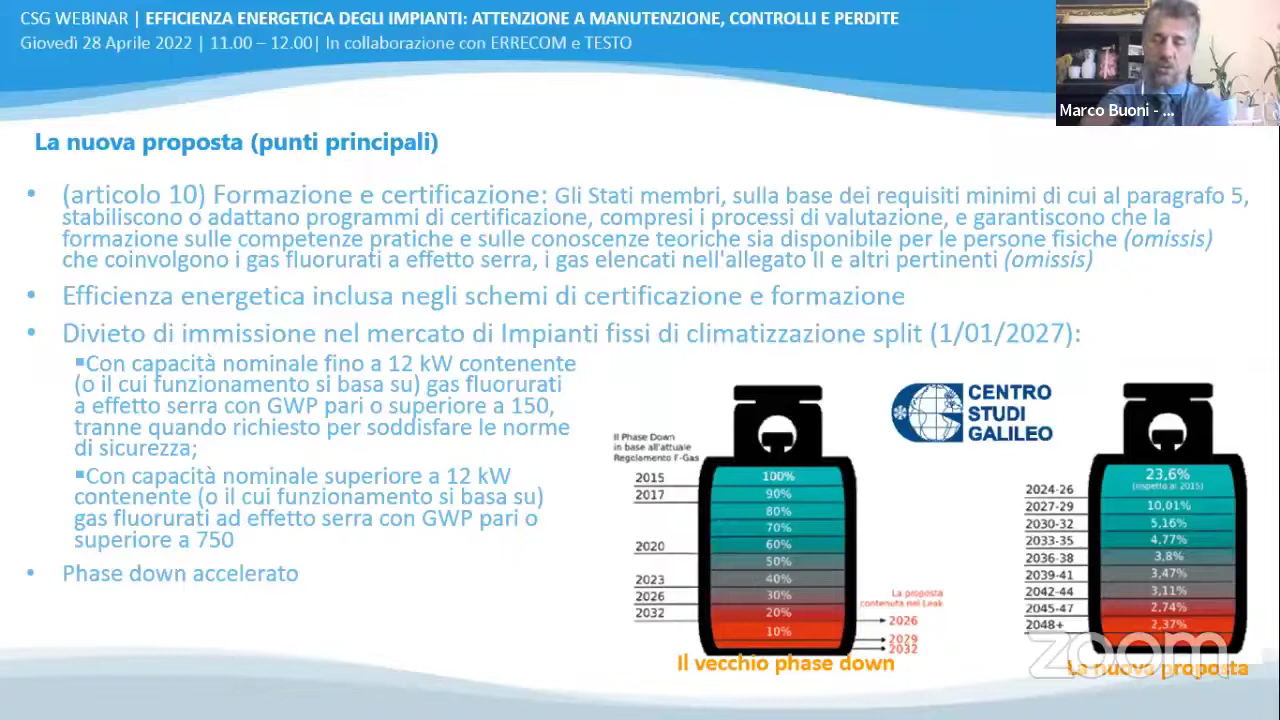 CSG WEBINAR | EFFICIENZA ENERGETICA DEGLI IMPIANTI: ATTENZIONE A MANUTENZIONE, CONTROLLI E PERDITE
Giovedì 28 Aprile 2022 | 11.00 – 12.00| In collaborazione con ERRECOM e TESTO
Marco Buoni - ...
La nuova proposta (punti principali)
• (articolo 10) Formazione e certificazione: Gli Stati membri, sulla base dei requisiti minimi di cui al paragrafo 5,
stabiliscono o adattano programmi di certificazione, compresi i processi di valutazione, e garantiscono che la
formazione sulle competenze pratiche e sulle conoscenze teoriche sia disponibile per le persone fisiche (omissis)
che coinvolgono i gas fluorurati a effetto serra, i gas elencati nell'allegato II e altri pertinenti (omissis)
• Efficienza energetica inclusa negli schemi di certificazione e formazione
• Divieto di immissione nel mercato di Impianti fissi di climatizzazione split (1/01/2027):
▪Con capacità nominale fino a 12 kW contenente
(o il cui funzionamento si basa su) gas fluorurati
a effetto serra con GWP pari o superiore a 150,
tranne quando richiesto per soddisfare le norme
di sicurezza;
▪Con capacità nominale superiore a 12 kW
contenente (o il cui funzionamento si basa su)
gas fluorurati ad effetto serra con GWP pari o
superiore a 750
• Phase down accelerato
Il Phase Down
in base all'attuale
Regolamento F-Gas
2015 100%
2017 90%
80%
70%
2020 60%
50%
2023 40%
2026 30%
2032 20%
10%
La proposta
contenuta nel Leak
2026
2029
2032
Il vecchio phase down
CENTRO
STUDI
GALILEO
2024-26 23,6%
(rispetto al 2015)
2027-29 10,01%
2030-32 5,16%
2033-35 4,77%
2036-38 3,8%
2039-41 3,47%
2042-44 3,11%
2045-47 2,74%
2048+ 2,37%
La nuova proposta
zoom